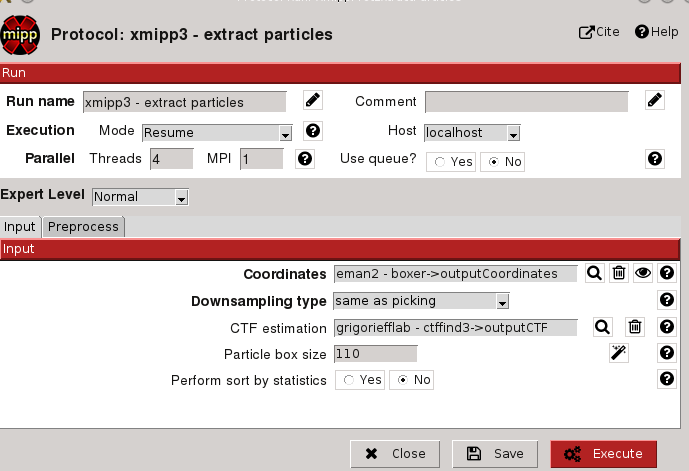 mipp Protocol: xmipp3 - extract particles Cite Help
Run
Run name xmipp3 - extract particles Comment
Execution Mode Resume Host localhost
Parallel Threads 4 MPI 1 Use queue? Yes No
Expert Level Normal
Input Preprocess
Input
Coordinates eman2 - boxer->outputCoordinates
Downsampling type same as picking
CTF estimation grigoriefflab - ctffind3->outputCTF
Particle box size 110
Perform sort by statistics Yes No
Close Save Execute